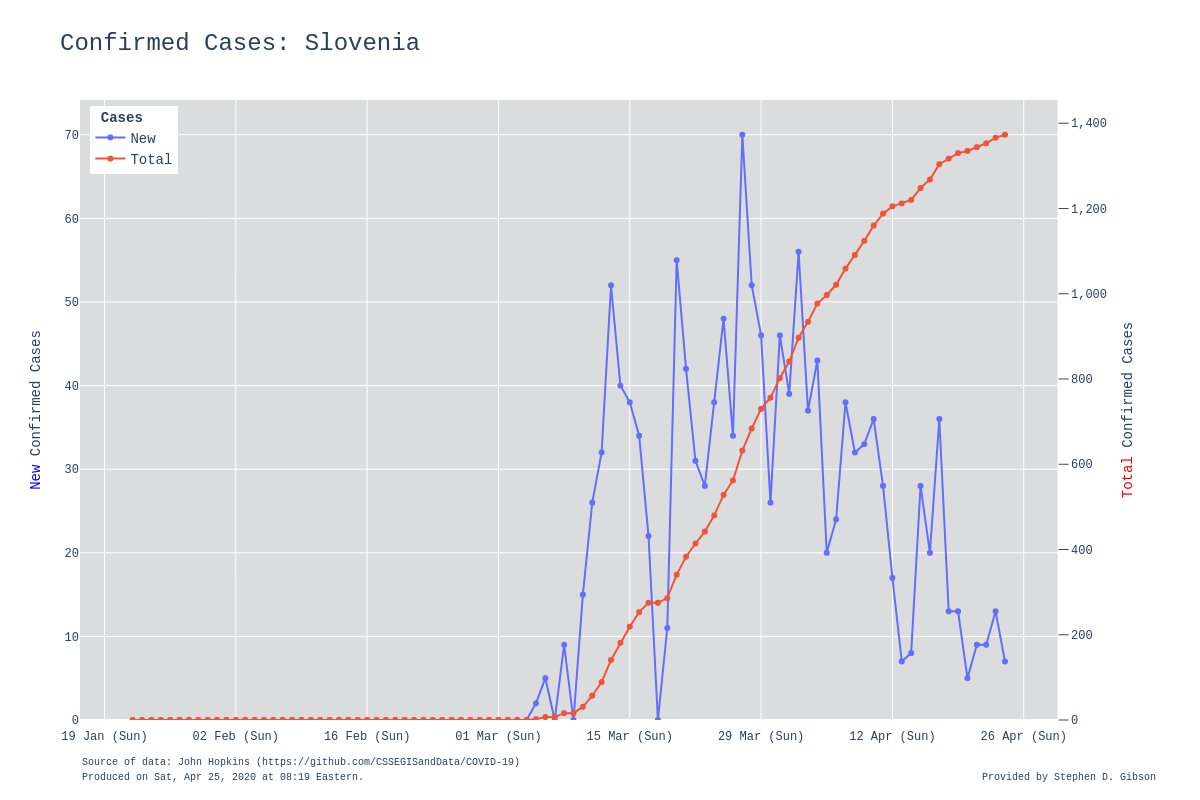 Confirmed Cases: Slovenia
Cases
New
Total
70
60
50
40
30
20
10
0
New Confirmed Cases
1,400
1,200
1,000
800
600
400
200
0
Total Confirmed Cases
19 Jan (Sun) 02 Feb (Sun) 16 Feb (Sun) 01 Mar (Sun) 15 Mar (Sun) 29 Mar (Sun) 12 Apr (Sun) 26 Apr (Sun)
Source of data: John Hopkins (https://github.com/CSSEGISandData/COVID-19)
Produced on Sat, Apr 25, 2020 at 08:19 Eastern.
Provided by Stephen D. Gibson